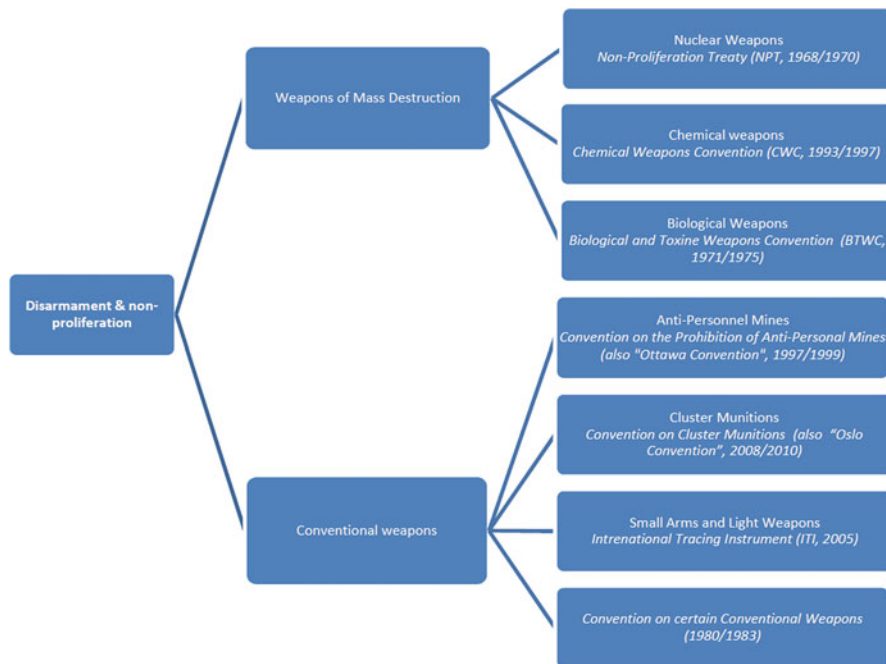 Disarmament & non-
proliferation
Weapons of Mass Destruction
Nuclear Weapons
Non-Proliferation Treaty (NPT, 1968/1970)
Chemical weapons
Chemical Weapons Convention (CWC, 1993/1997)
Biological Weapons
Biological and Toxine Weapons Convention (BTWC,
1971/1975)
Conventional weapons
Anti-Personnel Mines
Convention on the Prohibition of Anti-Personal Mines
(also "Ottawa Convention", 1997/1999)
Cluster Munitions
Convention on Cluster Munitions (also “Oslo
Convention”, 2008/2010)
Small Arms and Light Weapons
Intrenational Tracing Instrument (ITI, 2005)
Convention on certain Conventional Weapons
(1980/1983)